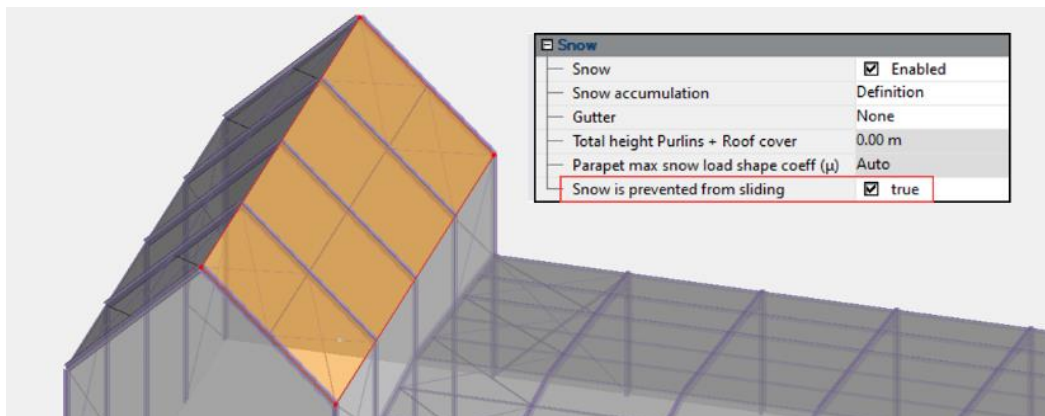 Snow
Snow Enabled
Snow accumulation Definition
Gutter None
Total height Purlins + Roof cover 0.00 m
Parapet max snow load shape coeff (μ) Auto
Snow is prevented from sliding true